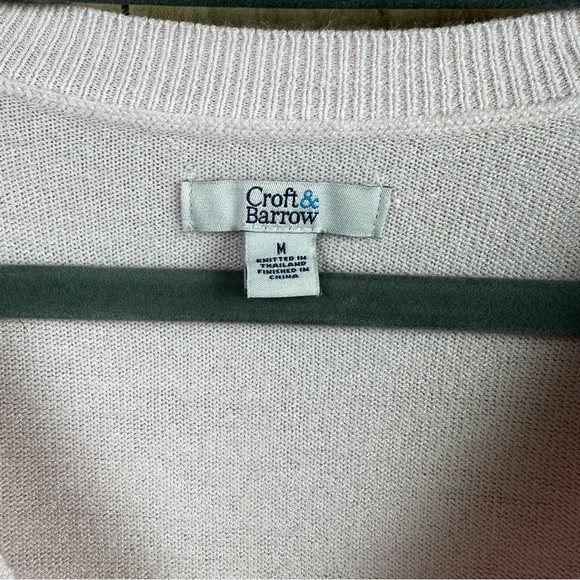 Croft&
Barrow
M
KNITTED IN
THAILAND
FINISHED IN
CHINA